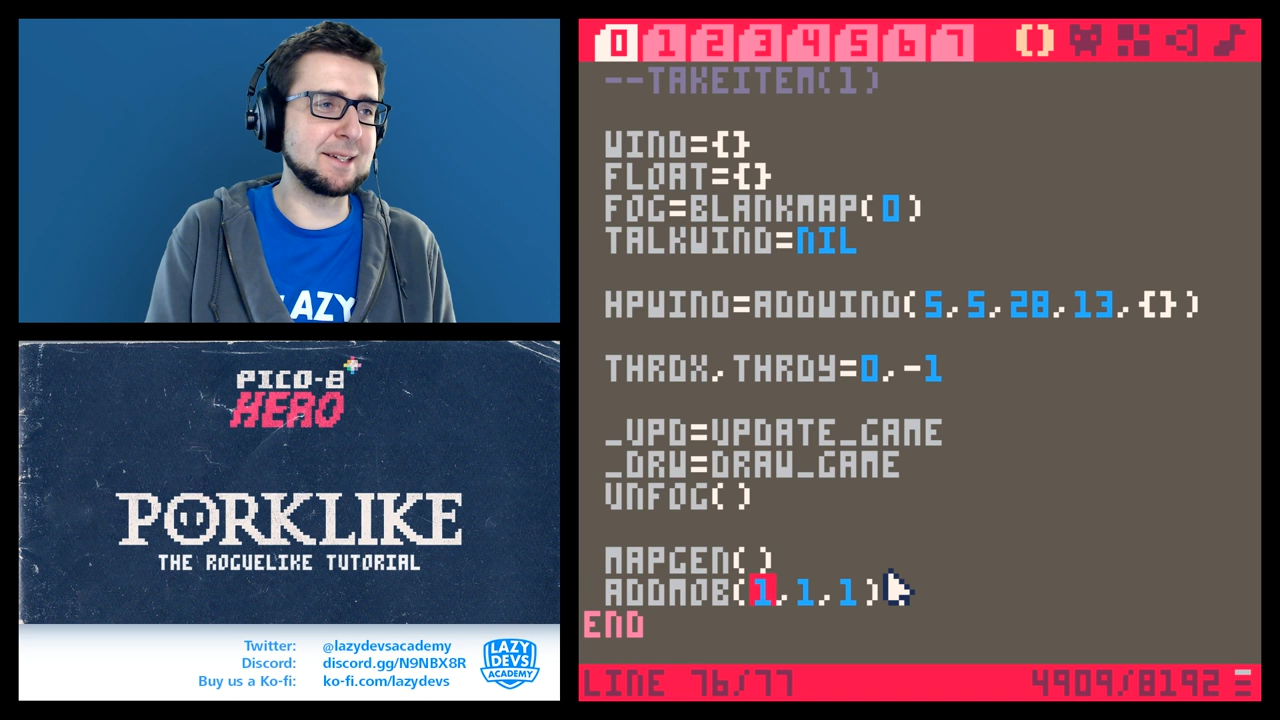 LAZY
PICO-8
HERO
PORKLIKE
THE ROGUELIKE TUTORIAL
Twitter: @lazydevsacademy
Discord: discord.gg/N9NBX8R
Buy us a Ko-fi: ko-fi.com/lazydevs
LAZY
DEVS
ACADEMY
0 1 2 3 4 5 6 7 ()
--TAKEITEM(1)
WIND={}
FLOAT={}
FOG=BLANKMAP(0)
TALKWIND=NIL
HPWIND=ADDWIND(5,5,28,13,{})
THRDX,THRDY=0,-1
_UPD=UPDATE_GAME
_DRW=DRAW_GAME
UNFOG()
MAPGEN()
ADDMOB(1,1,1)
END
LINE 76/77 4909/8192